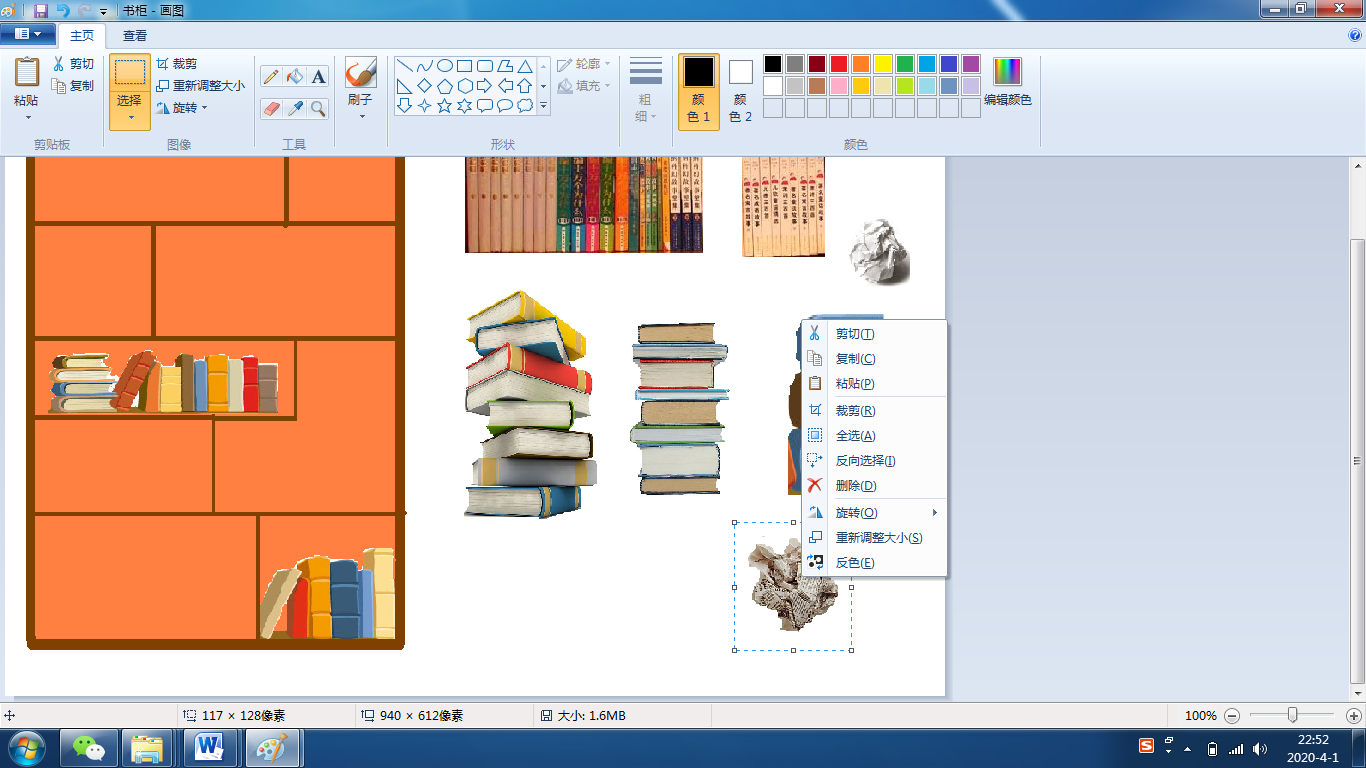 书柜 - 画图
主页
查看
粘贴
剪切
复制
选择
裁剪
重新调整大小
旋转
A
刷子
轮廓
填充
粗细
颜色 1
颜色 2
编辑颜色
剪贴板
图像
工具
形状
颜色
剪切(T)
复制(C)
粘贴(P)
裁剪(R)
全选(A)
反向选择(I)
删除(D)
旋转(O)
重新调整大小(S)
反色(E)
117 × 128像素
940 × 612像素
大小: 1.6MB
100%
W
S
22:52
2020-4-1